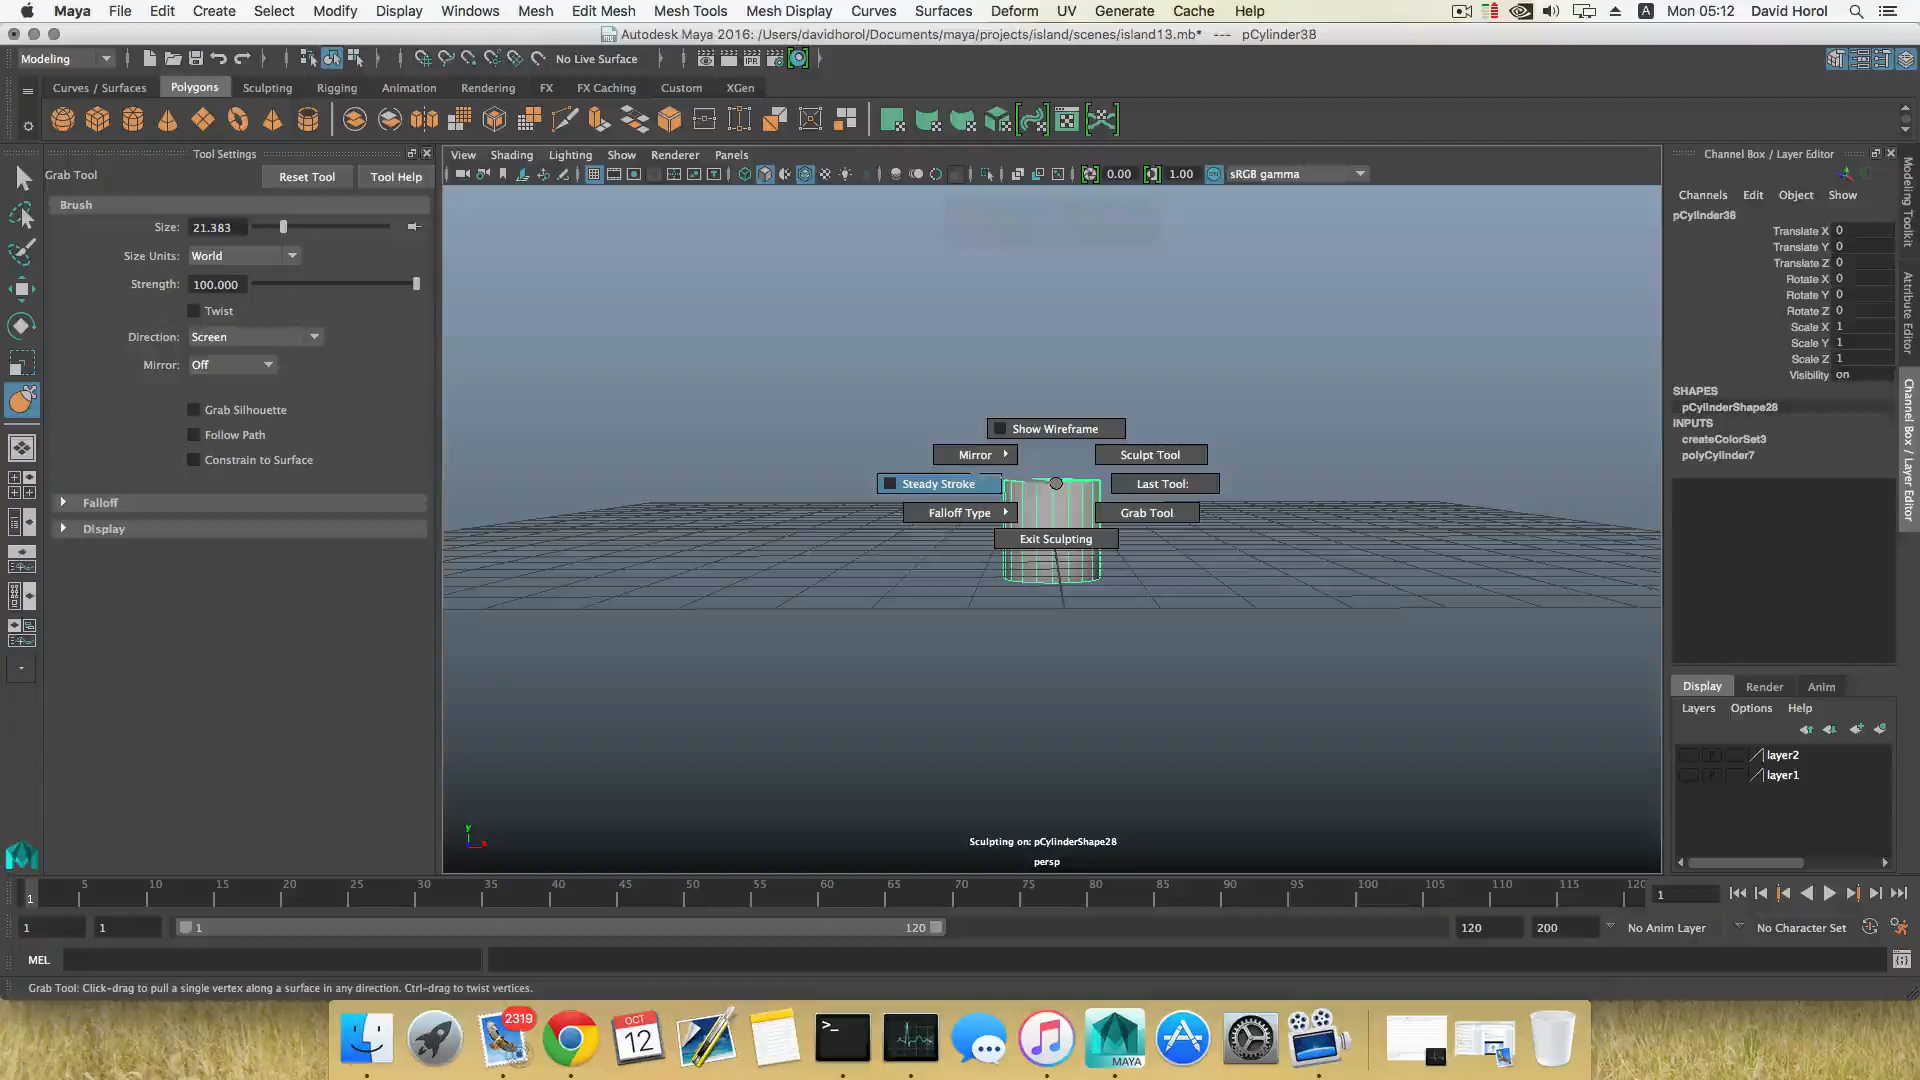 Maya File Edit Create Select Modify Display Windows Mesh Edit Mesh Mesh Tools Mesh Display Curves Surfaces Deform UV Generate Cache Help A Mon 05:12 David Horol
Autodesk Maya 2016: /Users/davidhorol/Documents/maya/projects/island/scenes/island13.mb* --- pCylinder38
Modeling No Live Surface IPR
Curves / Surfaces Polygons Sculpting Rigging Animation Rendering FX FX Caching Custom XGen
Tool Settings
Grab Tool Reset Tool Tool Help
Brush
Size: 21.383
Size Units: World
Strength: 100.000
Twist
Direction: Screen
Mirror: Off
Grab Silhouette
Follow Path
Constrain to Surface
Falloff
Display
View Shading Lighting Show Renderer Panels
0.00 1.00 ON sRGB gamma
Show Wireframe
Mirror Sculpt Tool
Steady Stroke Last Tool:
Falloff Type Grab Tool
Exit Sculpting
y
Sculpting on: pCylinderShape28
persp
Channel Box / Layer Editor
Channels Edit Object Show
pCylinder38
Translate X 0
Translate Y 0
Translate Z 0
Rotate X 0
Rotate Y 0
Rotate Z 0
Scale X 1
Scale Y 1
Scale Z 1
Visibility on
SHAPES
pCylinderShape28
INPUTS
createColorSet3
polyCylinder7
Modeling Toolkit
Attribute Editor
Channel Box / Layer Editor
Display Render Anim
Layers Options Help
P layer2
P layer1
1 5 10 15 20 25 30 35 40 45 50 55 60 65 70 75 80 85 90 95 100 105 110 115 120 1
1 1 1 120 120 200 No Anim Layer No Character Set
MEL
Grab Tool: Click-drag to pull a single vertex along a surface in any direction. Ctrl-drag to twist vertices.
2319
OCT
12
>_
MAYA